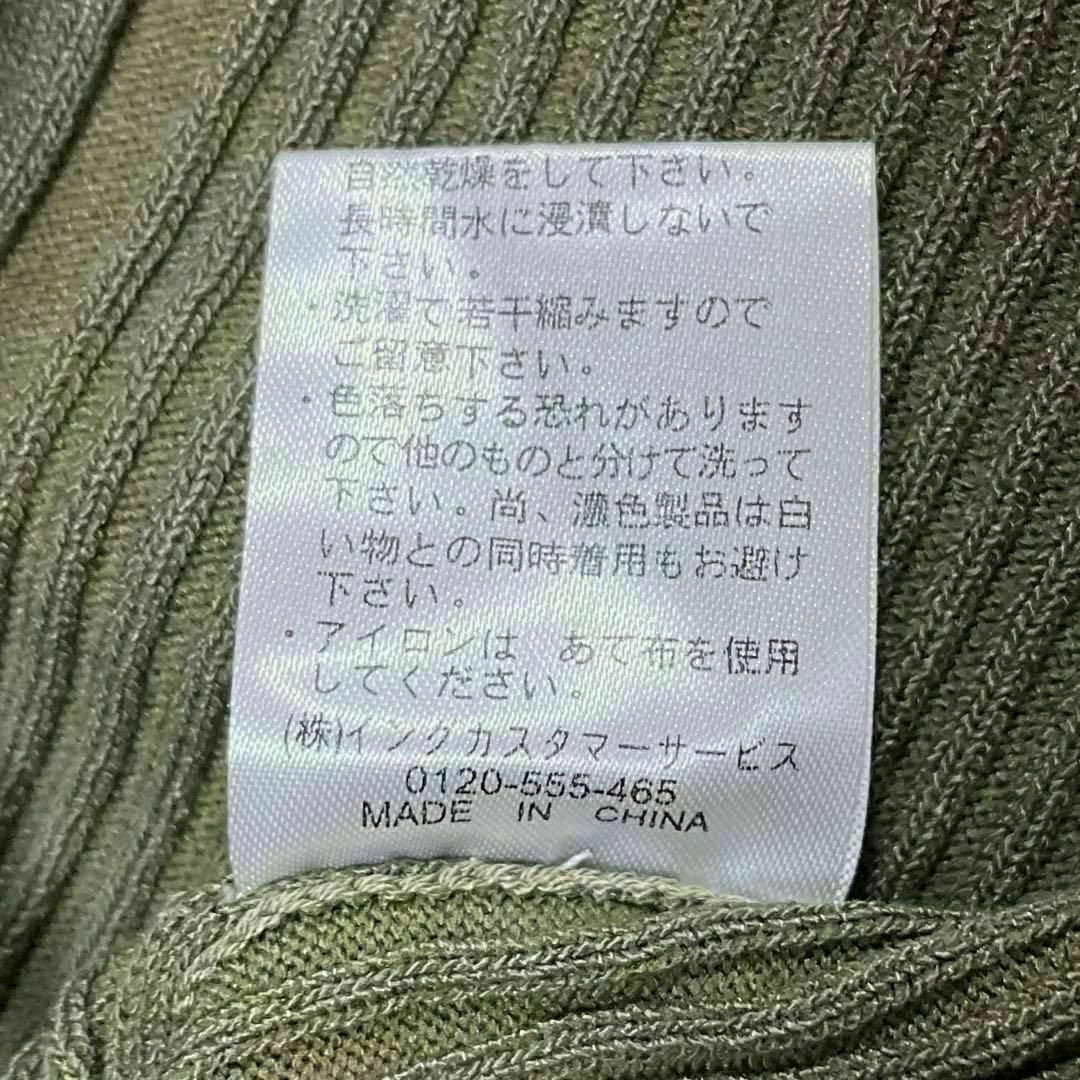 自然乾燥をして下さい。
長時間水に浸漬しないで
下さい。
・洗濯で若干縮みますので
ご留意下さい。
・色落ちする恐れがあります
ので他のものと分けて洗って
下さい。尚、濃色製品は白
い物との同時着用もお避け
下さい。
・アイロンは あて布を使用
してください。
(株)イングカスタマーサービス
0120-555-465
MADE IN CHINA